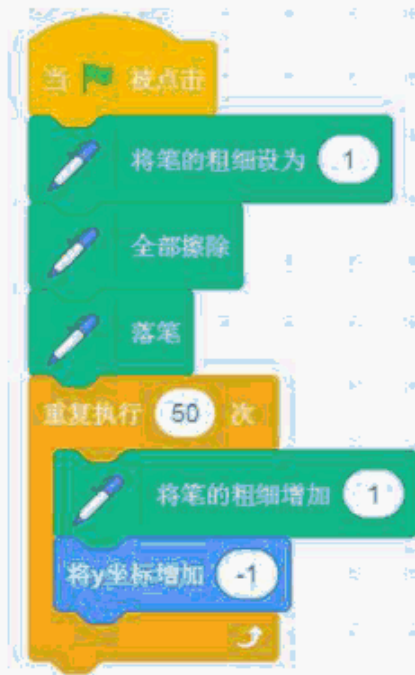 当 被点击
将笔的粗细设为 1
全部擦除
落笔
重复执行 50 次
将笔的粗细增加 1
将y坐标增加 -1